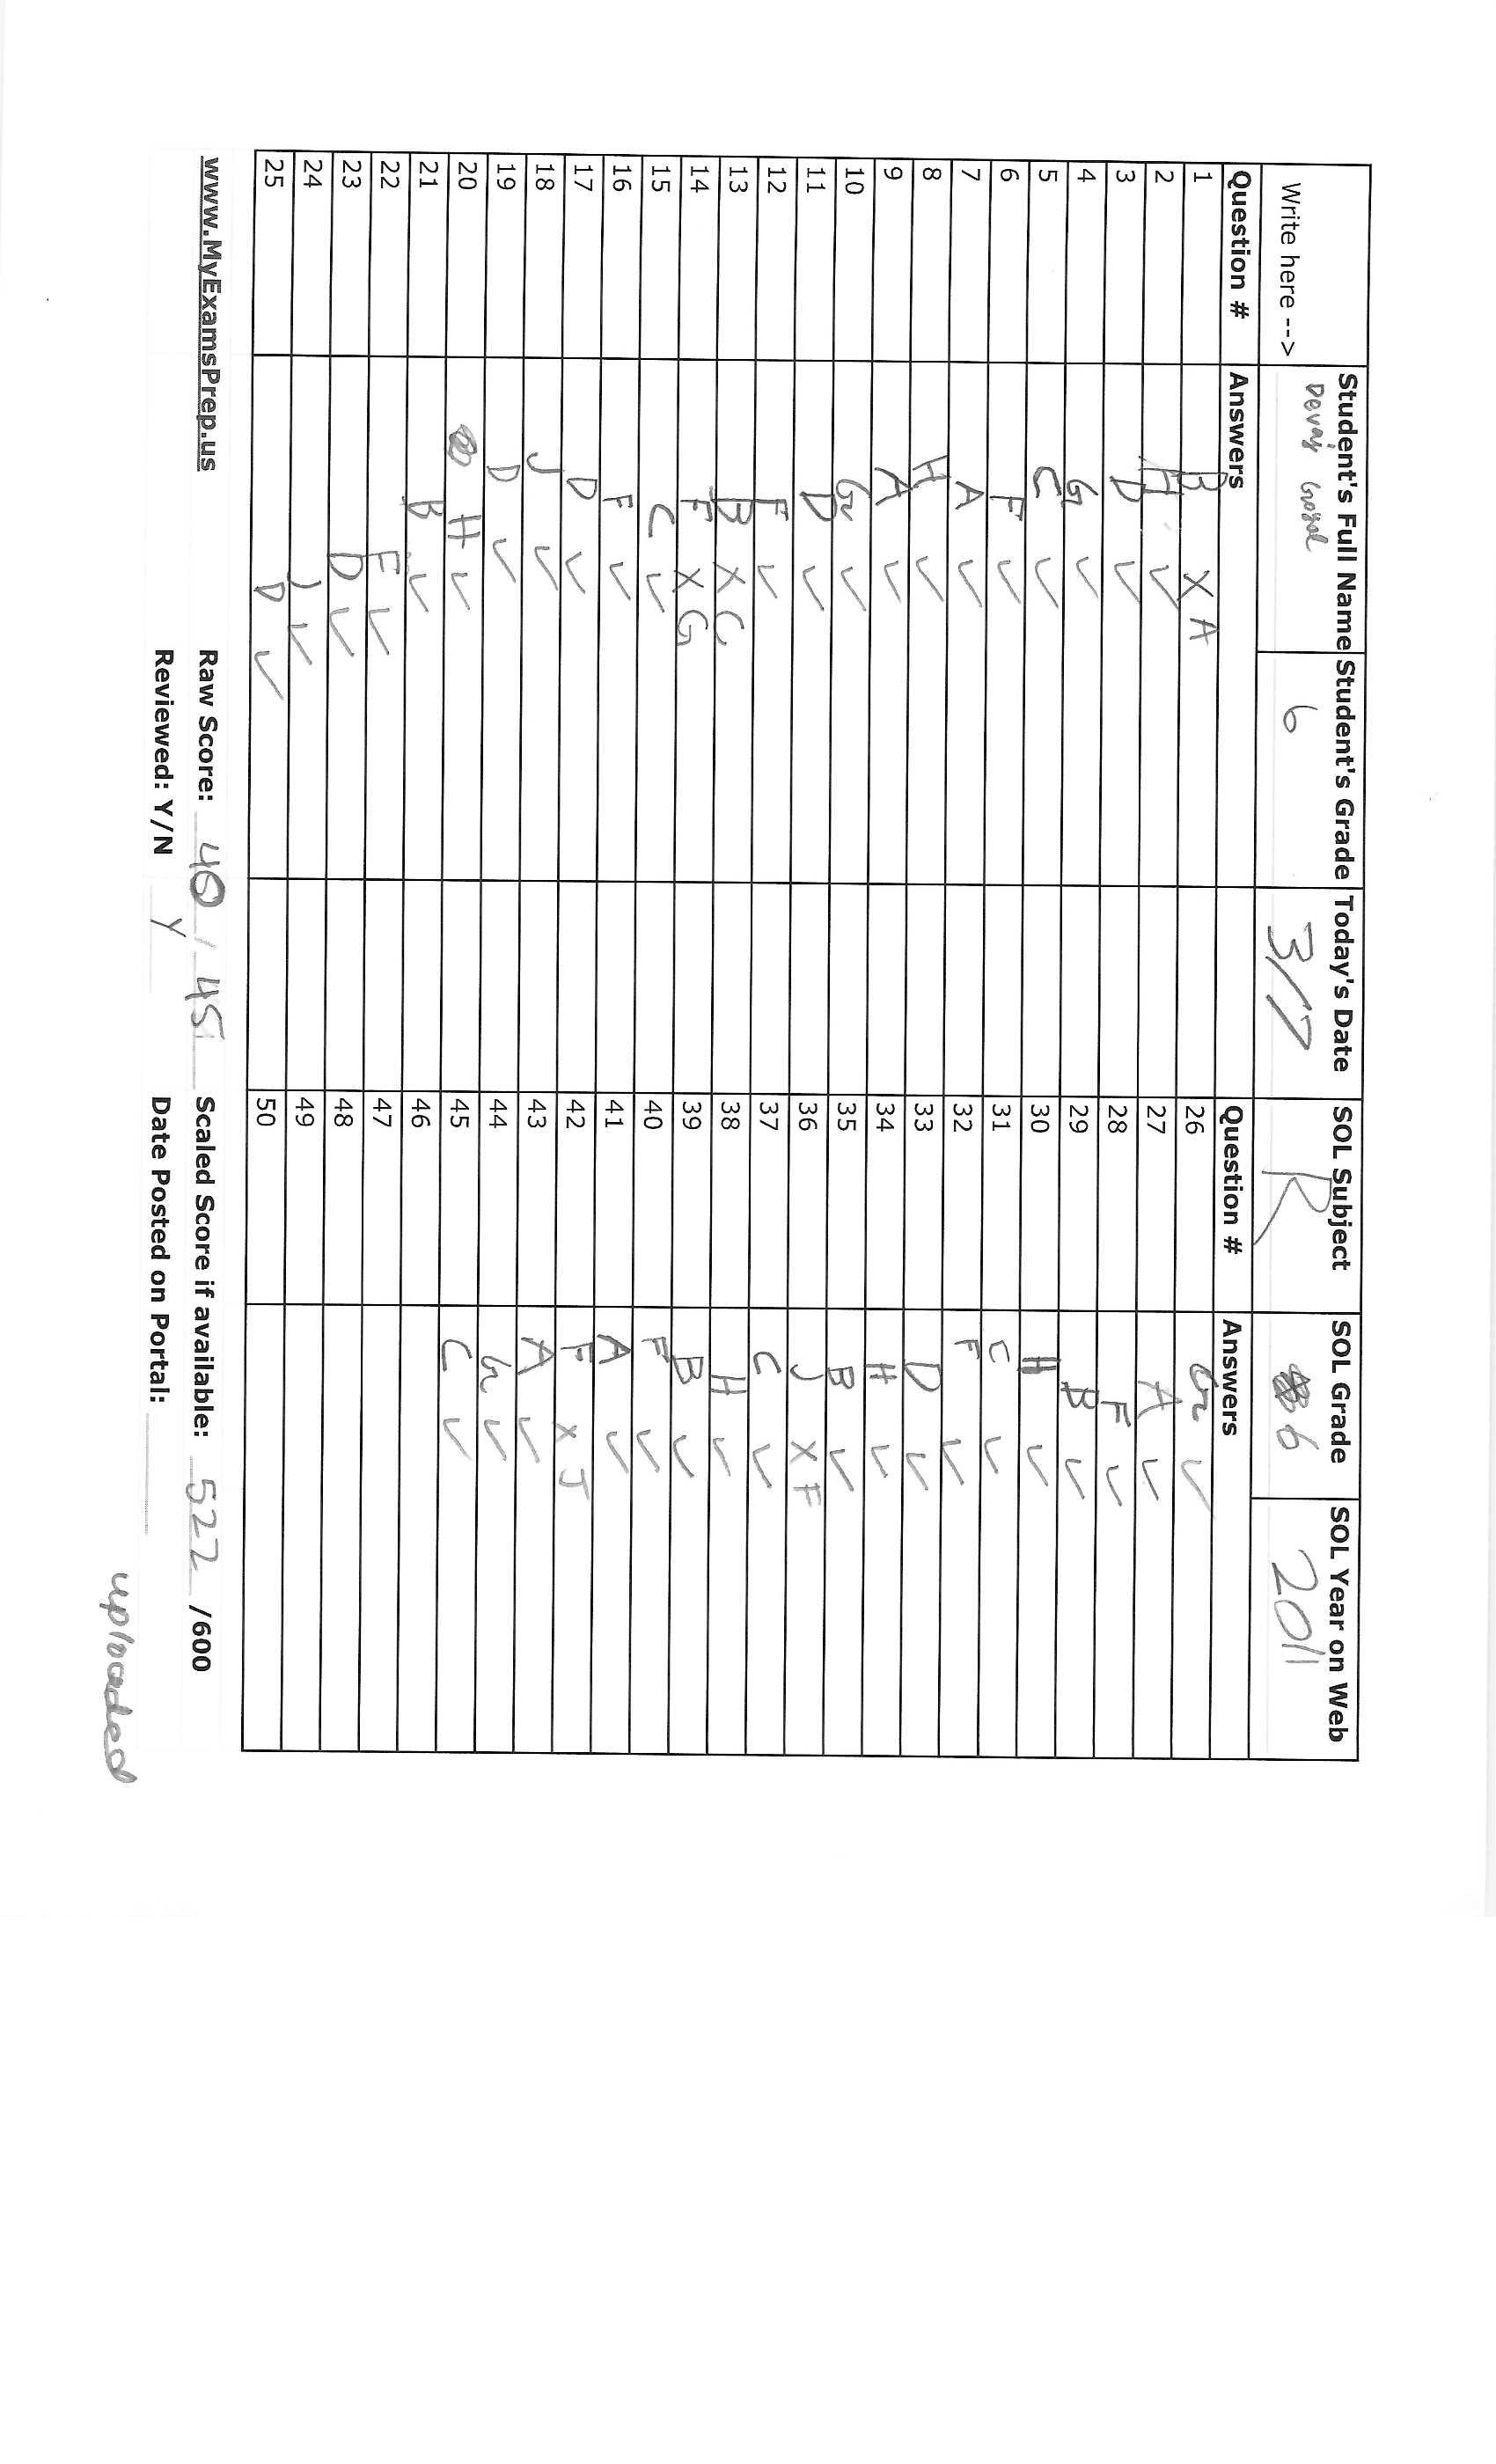 Student's Full Name Student's Grade Today's Date SOL Subject SOL Grade SOL Year on Web
Write here ---> Devaj Goyal 6 3/17 R 6 2011
Question # Answers Question # Answers
1 B X A 26 G ✓
2 H ✓ 27 A ✓
3 D ✓ 28 F ✓
4 G ✓ 29 B ✓
5 C ✓ 30 H ✓
6 F ✓ 31 C ✓
7 A ✓ 32 F ✓
8 H ✓ 33 D ✓
9 A ✓ 34 H ✓
10 G ✓ 35 B ✓
11 D ✓ 36 J X F
12 F ✓ 37 C ✓
13 B X C 38 H ✓
14 F X G 39 B ✓
15 C ✓ 40 F ✓
16 F ✓ 41 A ✓
17 D ✓ 42 F X J
18 J ✓ 43 A ✓
19 D ✓ 44 G ✓
20 H ✓ 45 C ✓
21 B ✓ 46
22 F ✓ 47
23 D ✓ 48
24 J ✓ 49
25 D ✓ 50
www.MyExamsPrep.us Raw Score: 40 / 45 Scaled Score if available: 522 /600
Reviewed: Y/N Y Date Posted on Portal:
uploaded